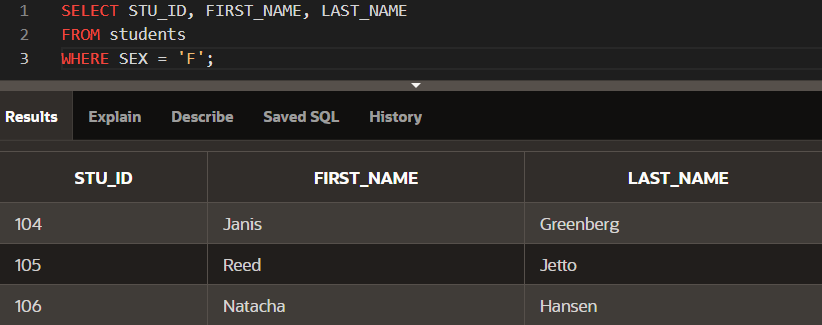 1 SELECT STU_ID, FIRST_NAME, LAST_NAME
2 FROM students
3 WHERE SEX = 'F';
Results Explain Describe Saved SQL History
STU_ID FIRST_NAME LAST_NAME
104 Janis Greenberg
105 Reed Jetto
106 Natacha Hansen